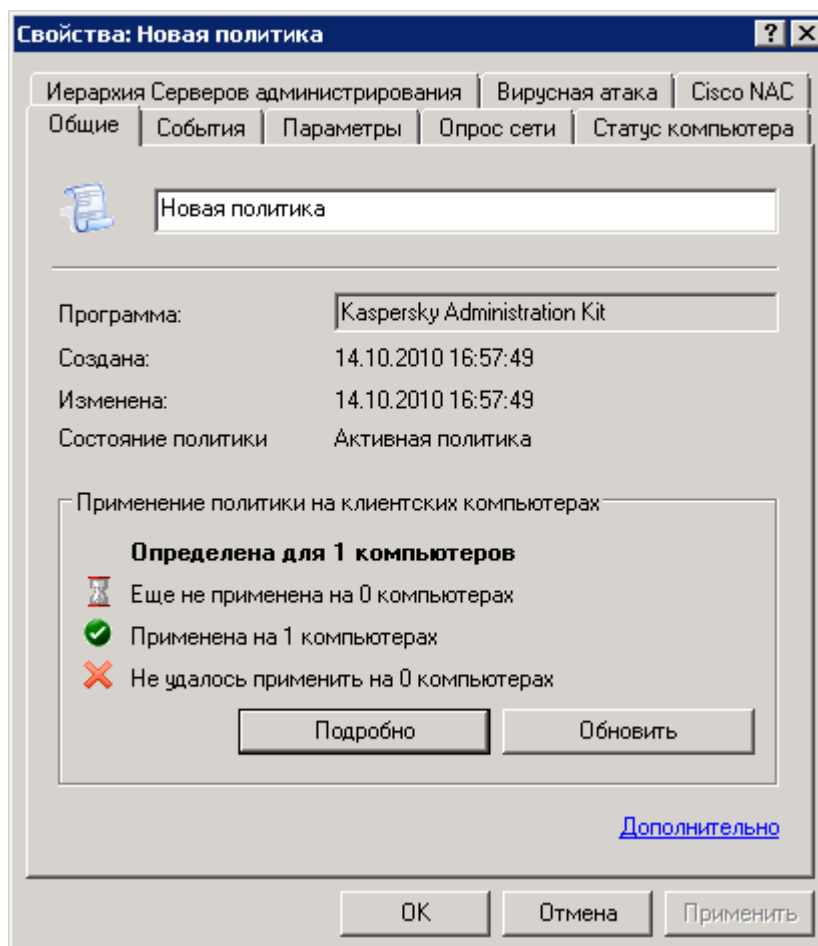 Свойства: Новая политика
Иерархия Серверов администрирования
Вирусная атака
Cisco NAC
Общие
События
Параметры
Опрос сети
Статус компьютера
Новая политика
Программа: Kaspersky Administration Kit
Создана: 14.10.2010 16:57:49
Изменена: 14.10.2010 16:57:49
Состояние политики Активная политика
Применение политики на клиентских компьютерах
Определена для 1 компьютеров
Еще не применена на 0 компьютерах
Применена на 1 компьютерах
Не удалось применить на 0 компьютерах
Подробно
Обновить
Дополнительно
OK
Отмена
Применить